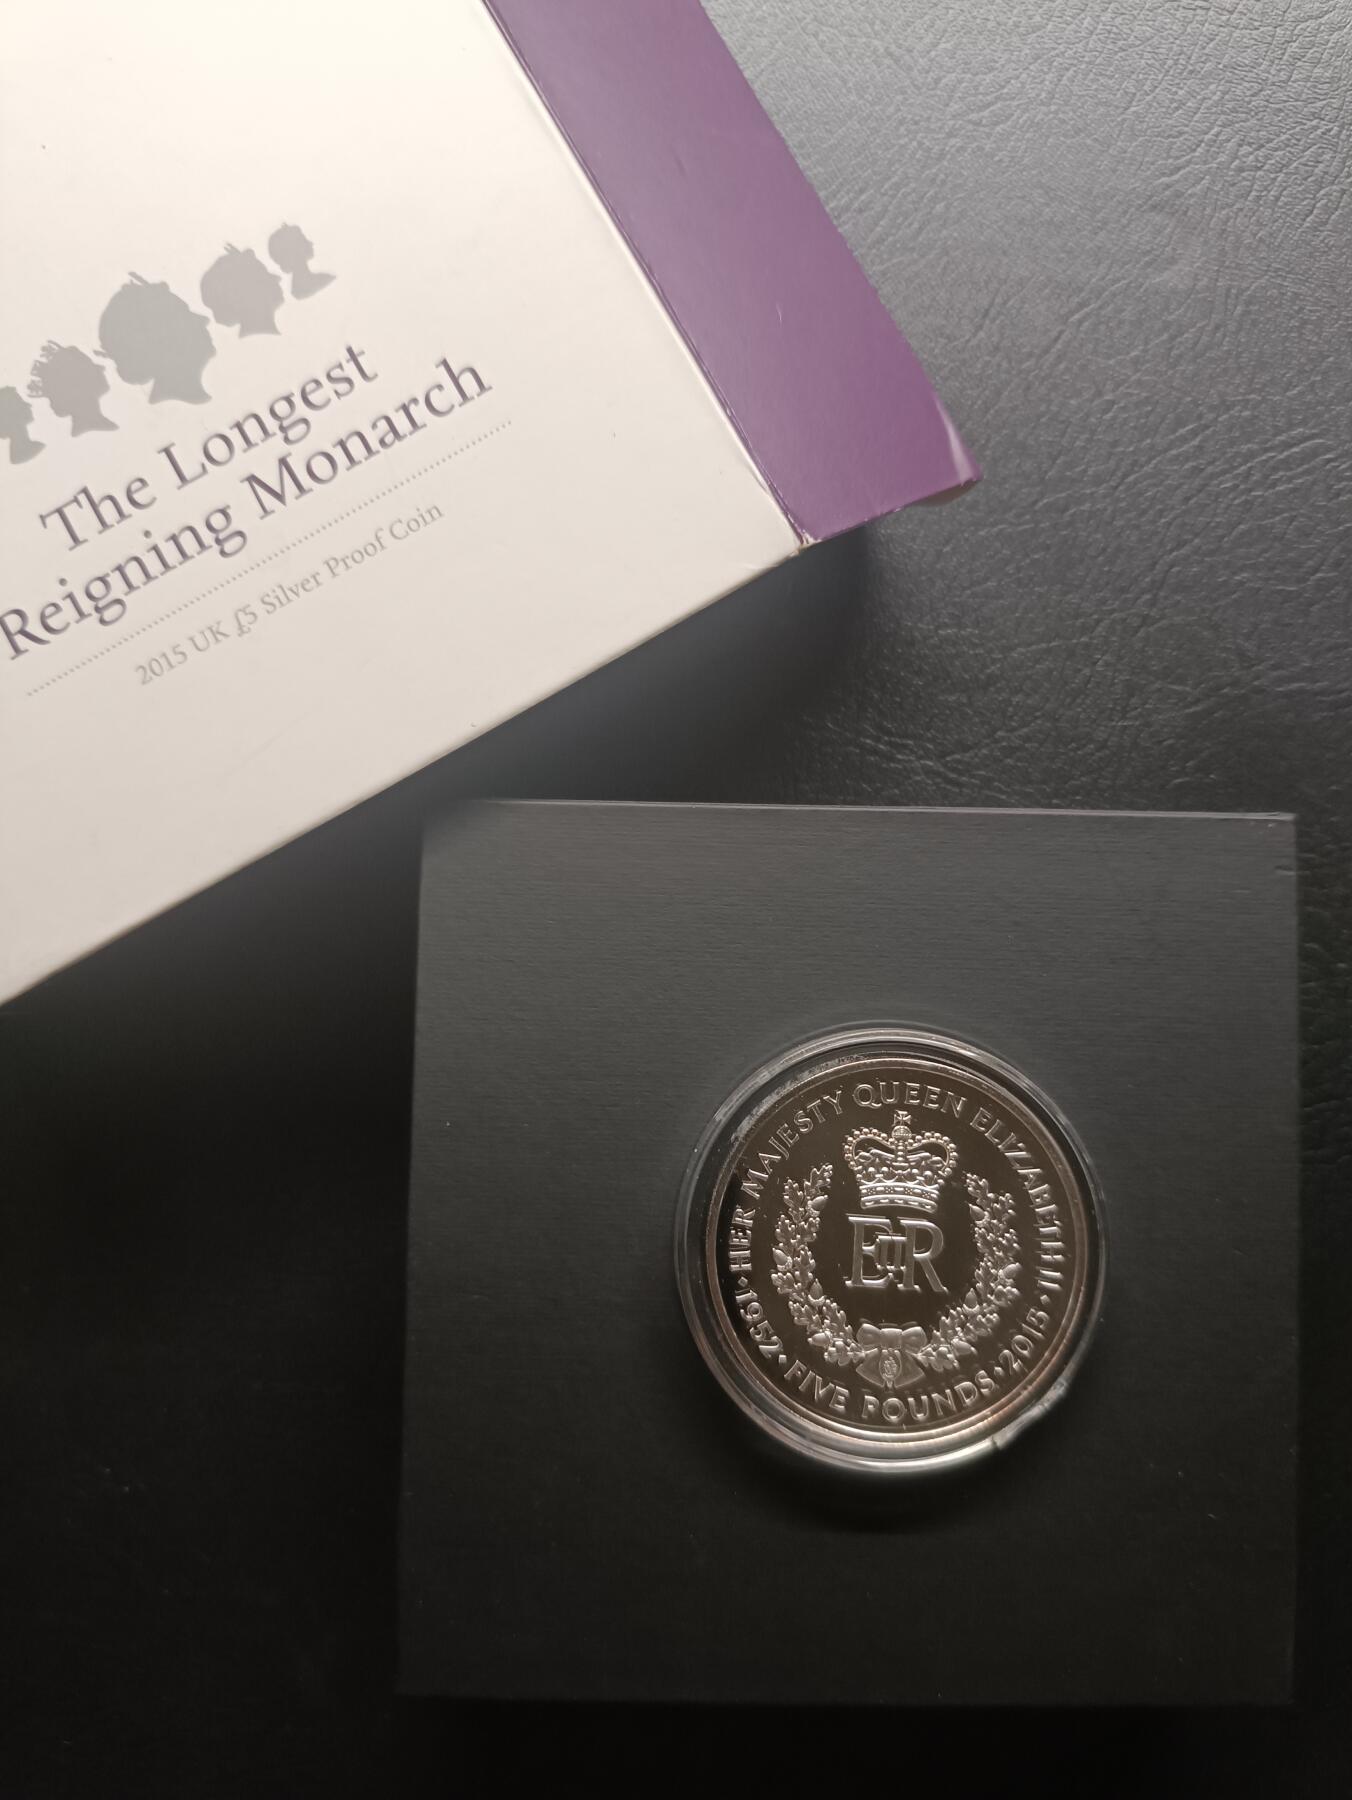 The Longest
Reigning Monarch
2015 UK £5 Silver Proof Coin
HER MAJESTY QUEEN ELIZABETH II
EIIR
1952 • FIVE POUNDS • 2015